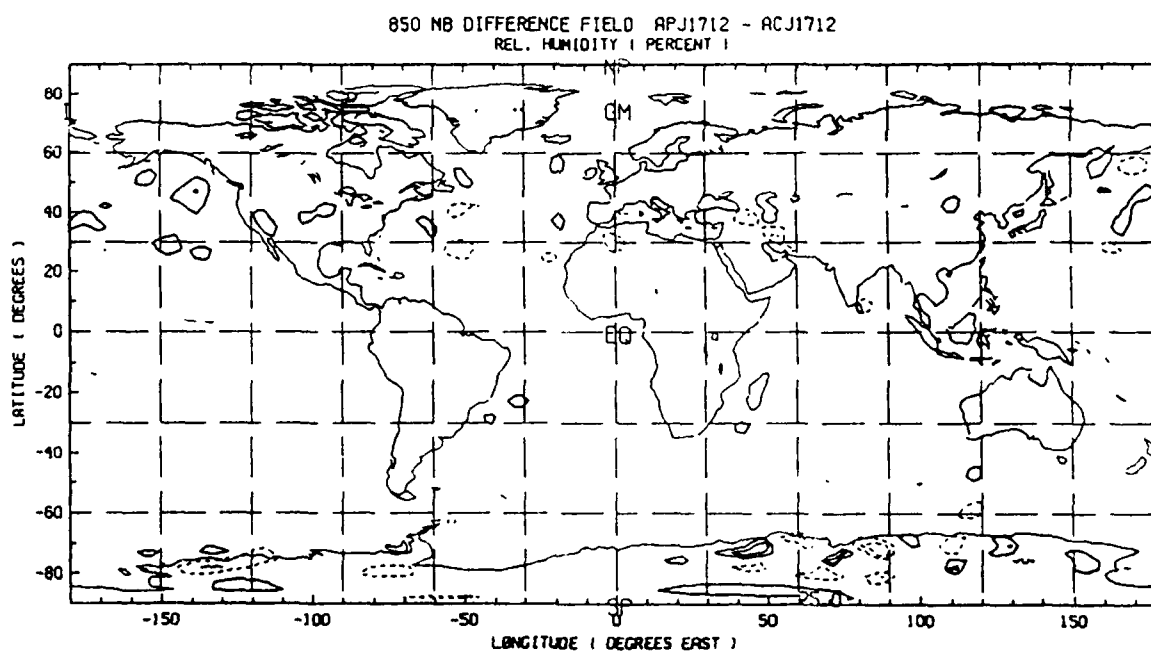 850 MB DIFFERENCE FIELD APJ1712 - ACJ1712
REL. HUMIDITY ( PERCENT )
NP
GM
EQ
SP
80
60
40
20
0
-20
-40
-60
-80
LATITUDE ( DEGREES )
-150
-100
-50
0
50
100
150
LONGITUDE ( DEGREES EAST )